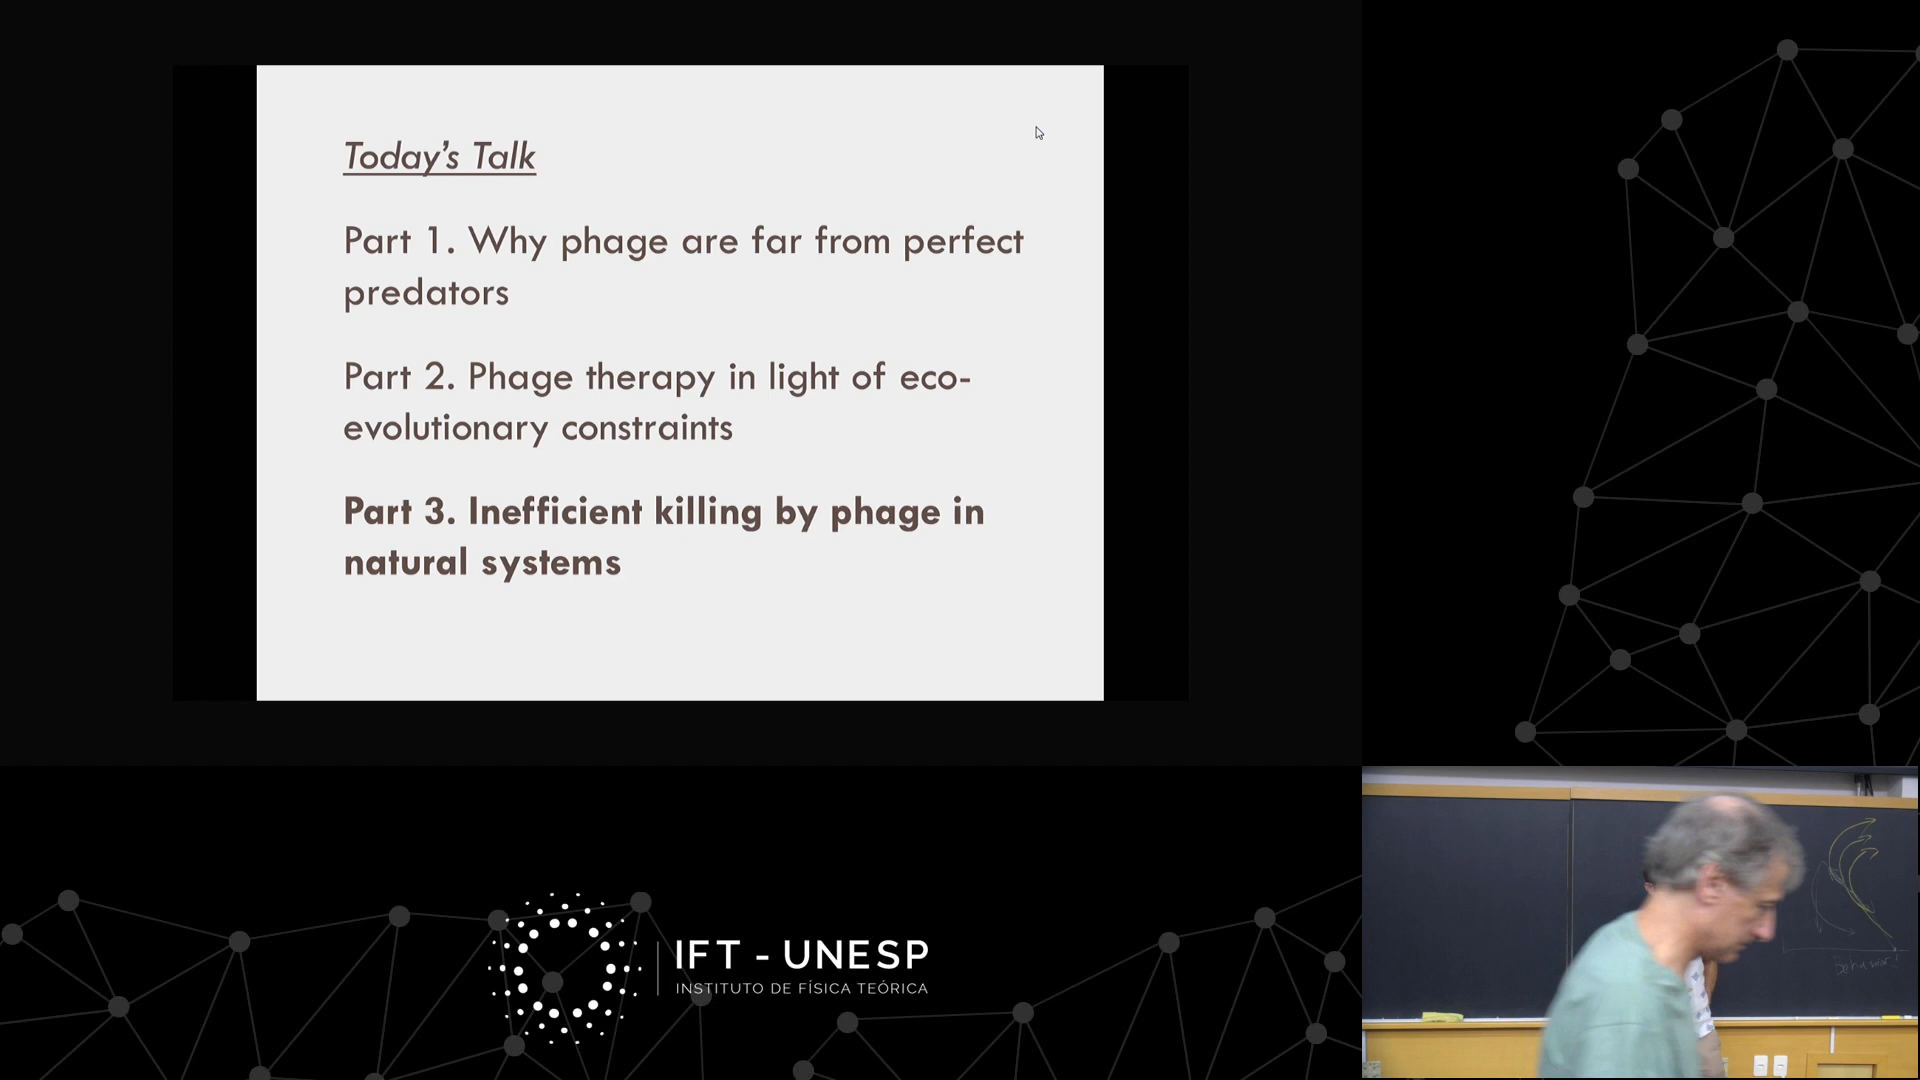 Today's Talk
Part 1. Why phage are far from perfect
predators
Part 2. Phage therapy in light of eco-
evolutionary constraints
Part 3. Inefficient killing by phage in
natural systems
IFT - UNESP
INSTITUTO DE FÍSICA TEÓRICA